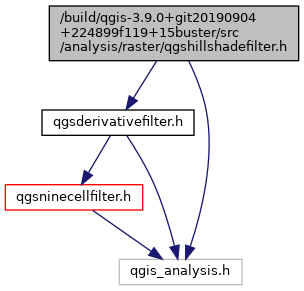 /build/qgis-3.9.0+git20190904
+224899f119+15buster/src
/analysis/raster/qgshillshadefilter.h
qgsderivativefilter.h
qgsninecellfilter.h
qgis_analysis.h